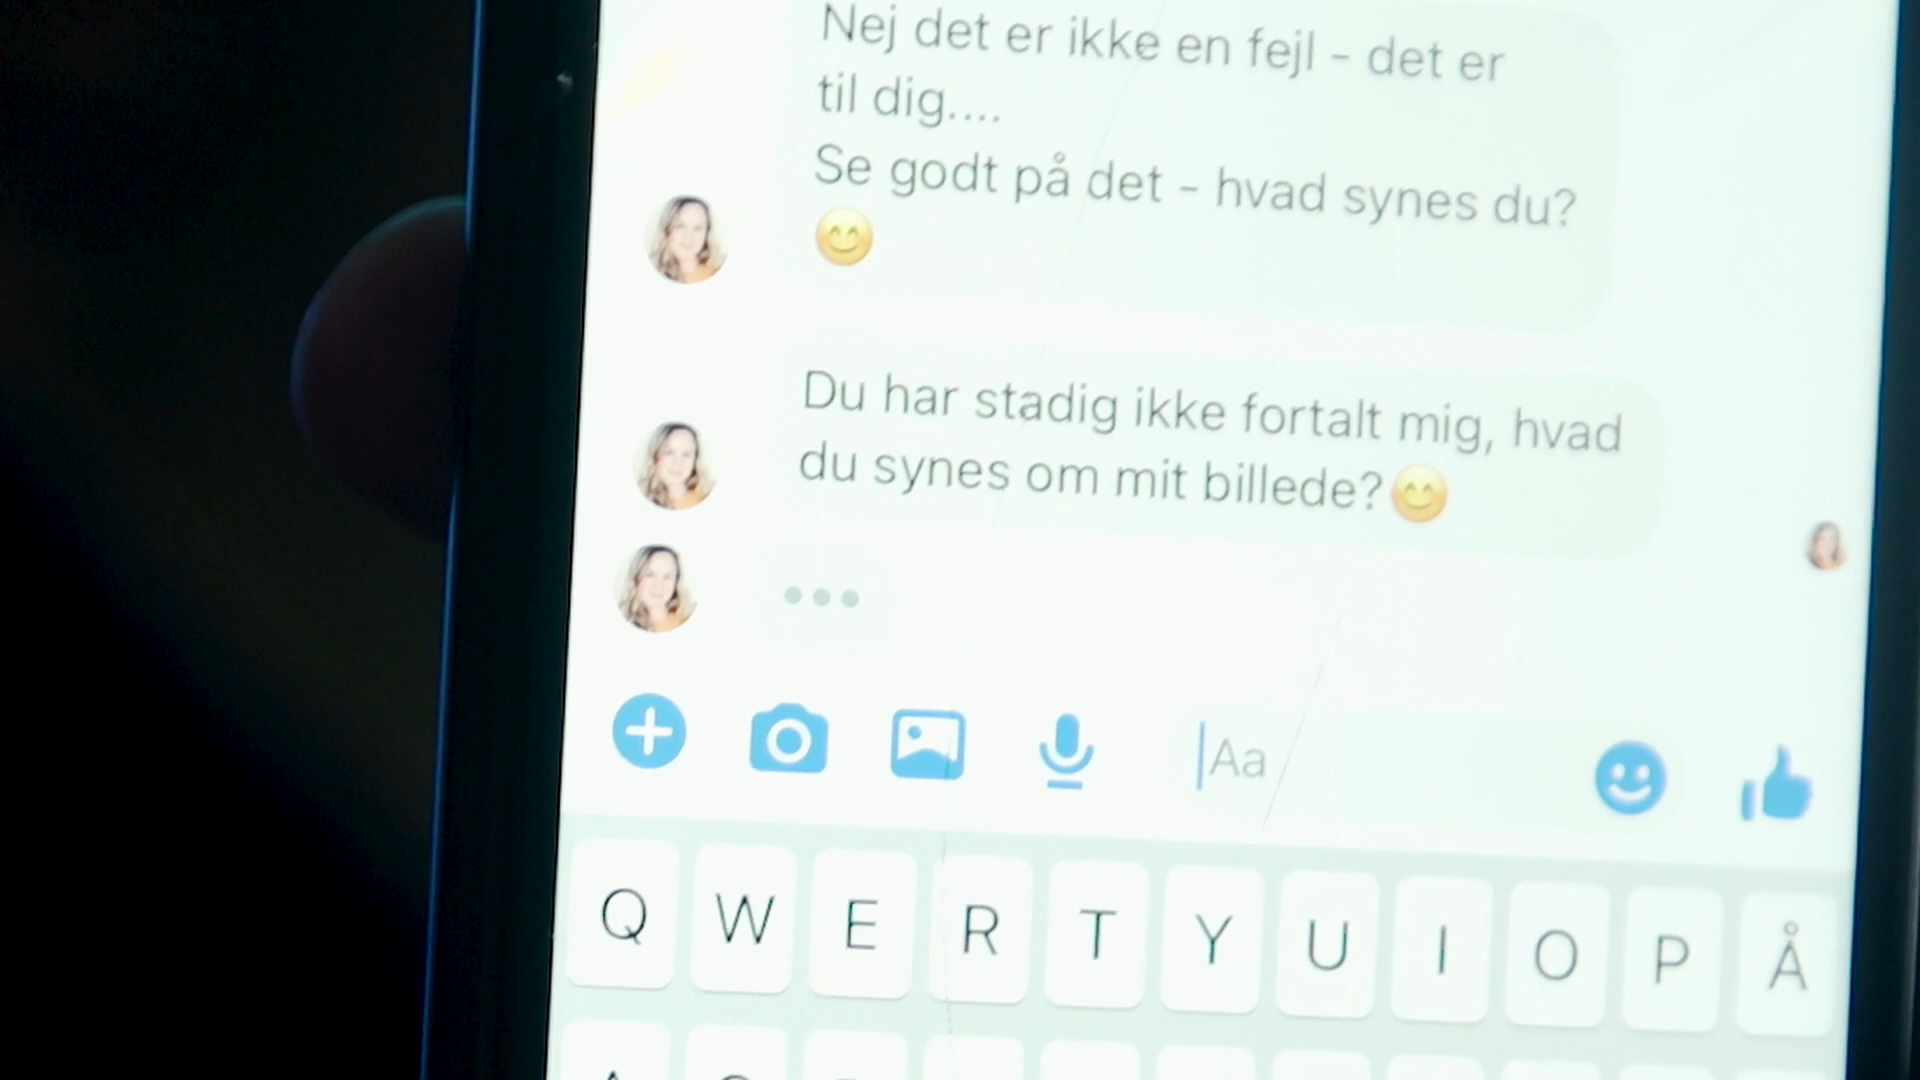 Nej det er ikke en fejl - det er
til dig....
Se godt på det - hvad synes du?
😊
Du har stadig ikke fortalt mig, hvad
du synes om mit billede?😊
Aa
Q W E R T Y U I O P Å